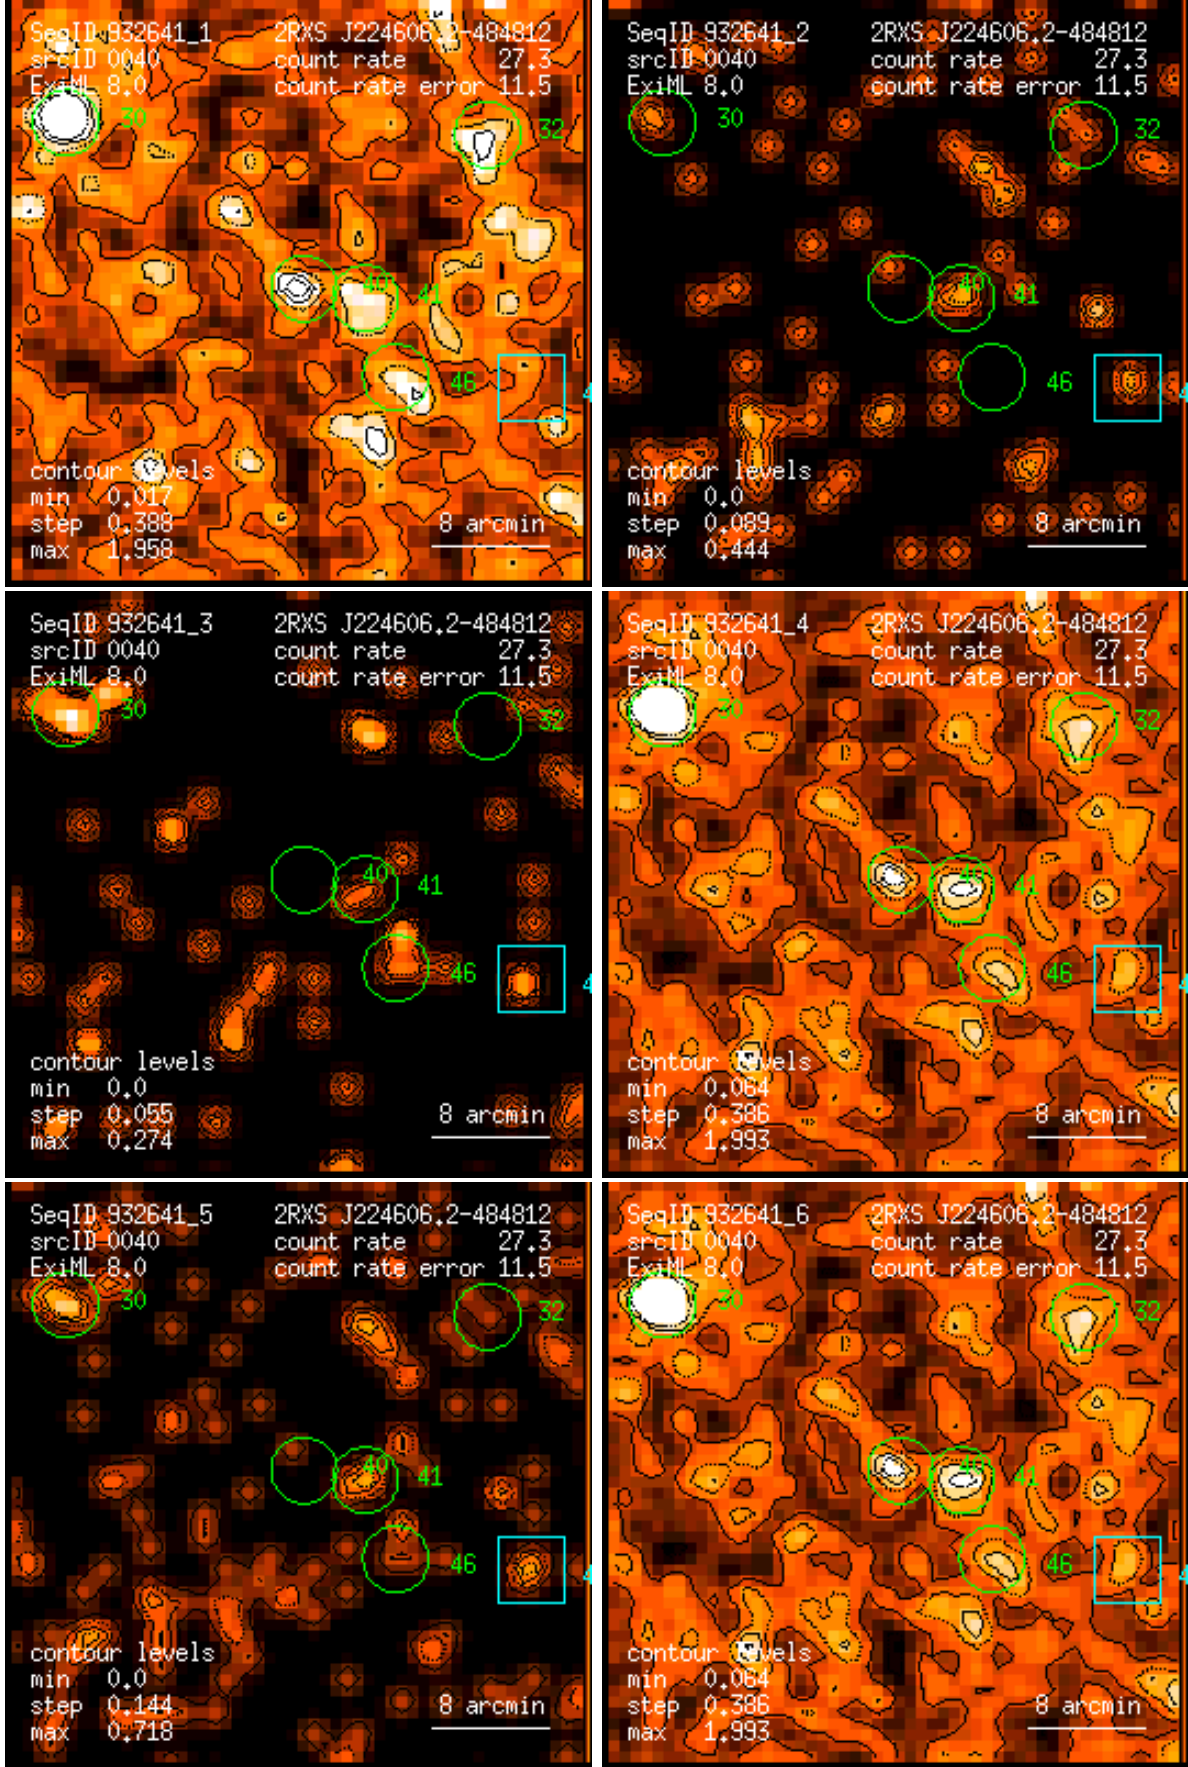 SeqID 932641_1 2RXS J224606.2-484812
srcID 0040 count rate 27.3
ExiML 8.0 count rate error 11.5
30
32
40
41
46
4
contour levels
min 0.017
step 0.388
max 1.958
8 arcmin
SeqID 932641_2 2RXS J224606.2-484812
srcID 0040 count rate 27.3
ExiML 8.0 count rate error 11.5
30
32
40
41
46
4
contour levels
min 0.0
step 0.089
max 0.444
8 arcmin
SeqID 932641_3 2RXS J224606.2-484812
srcID 0040 count rate 27.3
ExiML 8.0 count rate error 11.5
30
32
40
41
46
4
contour levels
min 0.0
step 0.055
max 0.274
8 arcmin
SeqID 932641_4 2RXS J224606.2-484812
srcID 0040 count rate 27.3
ExiML 8.0 count rate error 11.5
30
32
40
41
46
4
contour levels
min 0.064
step 0.386
max 1.993
8 arcmin
SeqID 932641_5 2RXS J224606.2-484812
srcID 0040 count rate 27.3
ExiML 8.0 count rate error 11.5
30
32
40
41
46
4
contour levels
min 0.0
step 0.144
max 0.718
8 arcmin
SeqID 932641_6 2RXS J224606.2-484812
srcID 0040 count rate 27.3
ExiML 8.0 count rate error 11.5
30
32
40
41
46
4
contour levels
min 0.064
step 0.386
max 1.993
8 arcmin